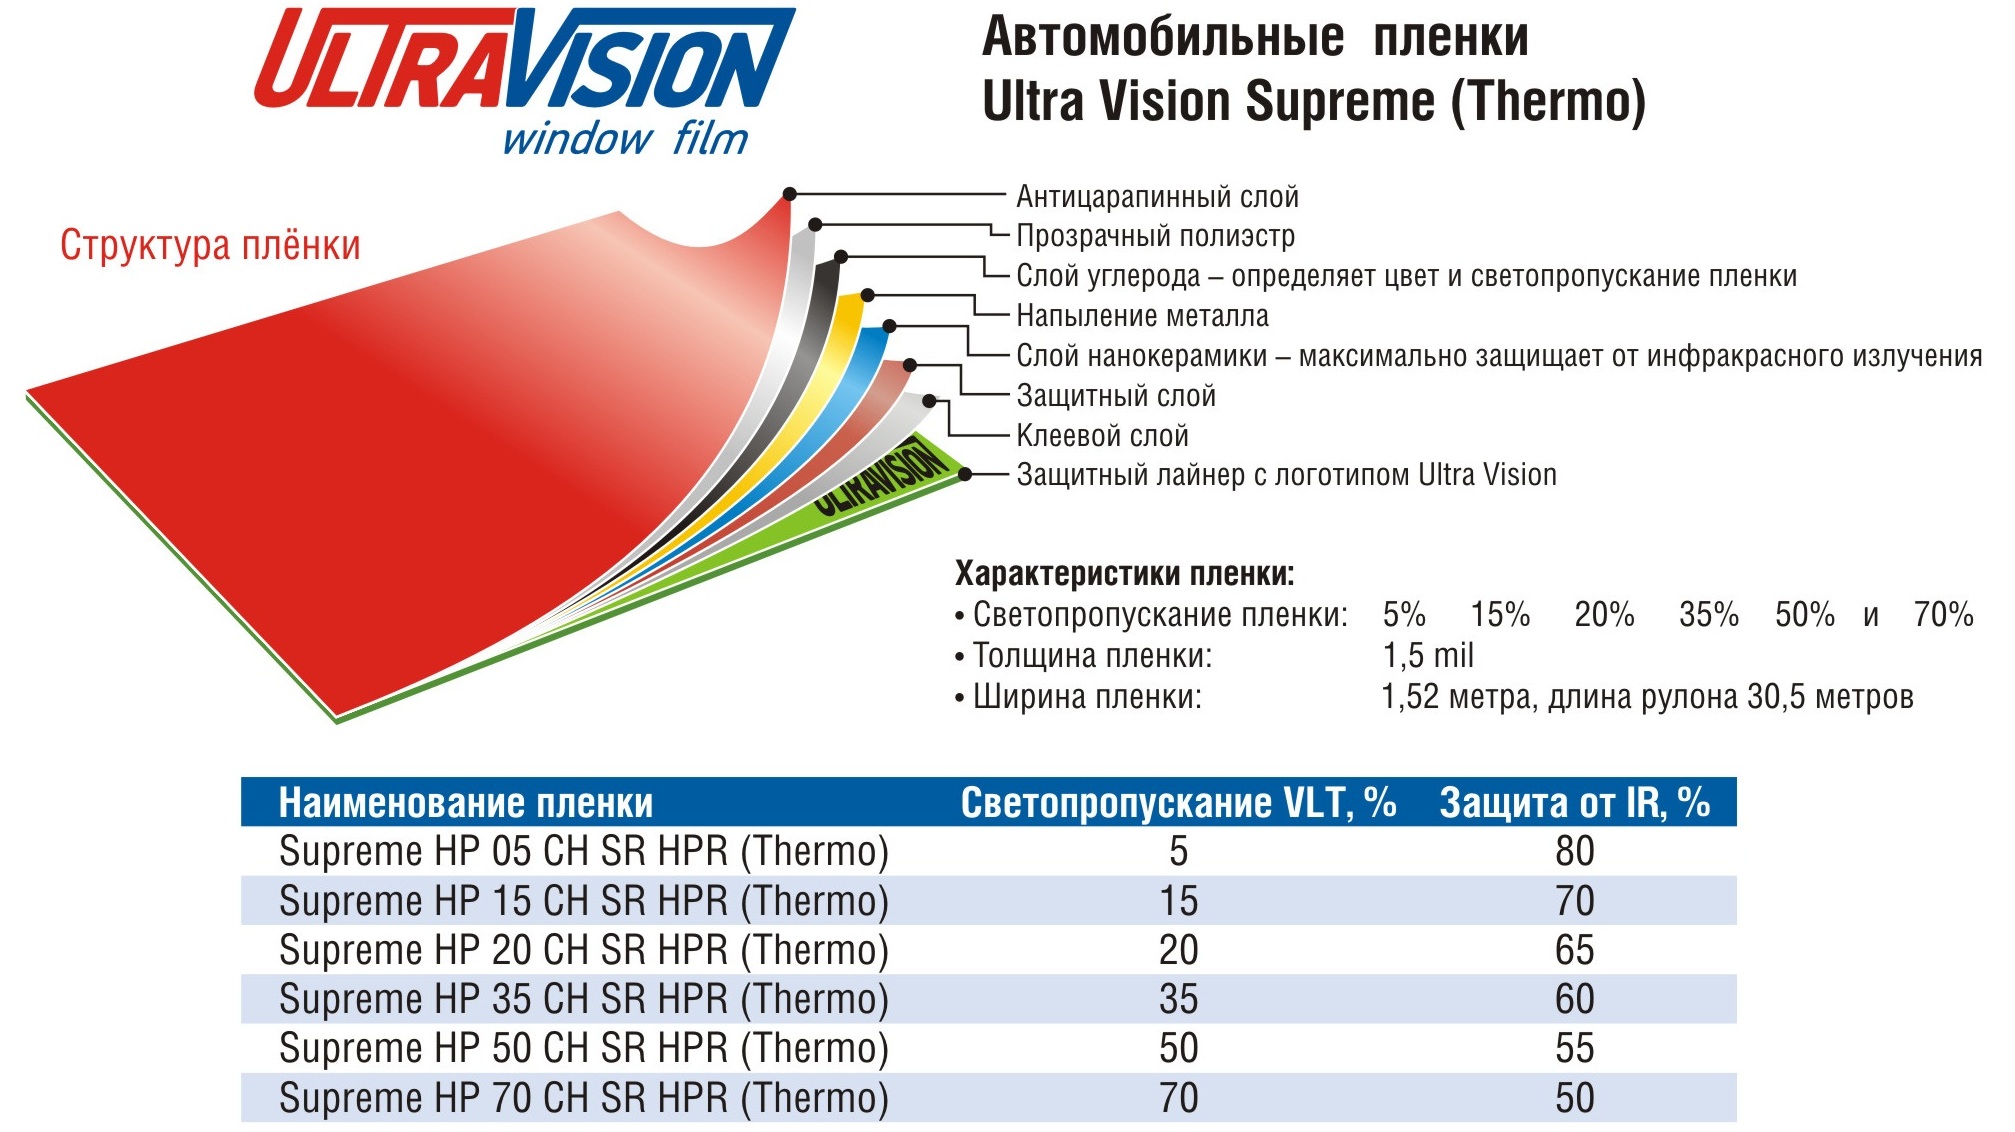 ULTRAVISION
window film
Автомобильные пленки
Ultra Vision Supreme (Thermo)
Структура плёнки
Антицарапинный слой
Прозрачный полиэстр
Слой углерода – определяет цвет и светопропускание пленки
Напыление металла
Слой нанокерамики – максимально защищает от инфракрасного излучения
Защитный слой
Клеевой слой
Защитный лайнер с логотипом Ultra Vision
ULTRAVISION
Характеристики пленки:
• Светопропускание пленки: 5% 15% 20% 35% 50% и 70%
• Толщина пленки: 1,5 mil
• Ширина пленки: 1,52 метра, длина рулона 30,5 метров
Наименование пленки Светопропускание VLT, % Защита от IR, %
Supreme HP 05 CH SR HPR (Thermo) 5 80
Supreme HP 15 CH SR HPR (Thermo) 15 70
Supreme HP 20 CH SR HPR (Thermo) 20 65
Supreme HP 35 CH SR HPR (Thermo) 35 60
Supreme HP 50 CH SR HPR (Thermo) 50 55
Supreme HP 70 CH SR HPR (Thermo) 70 50